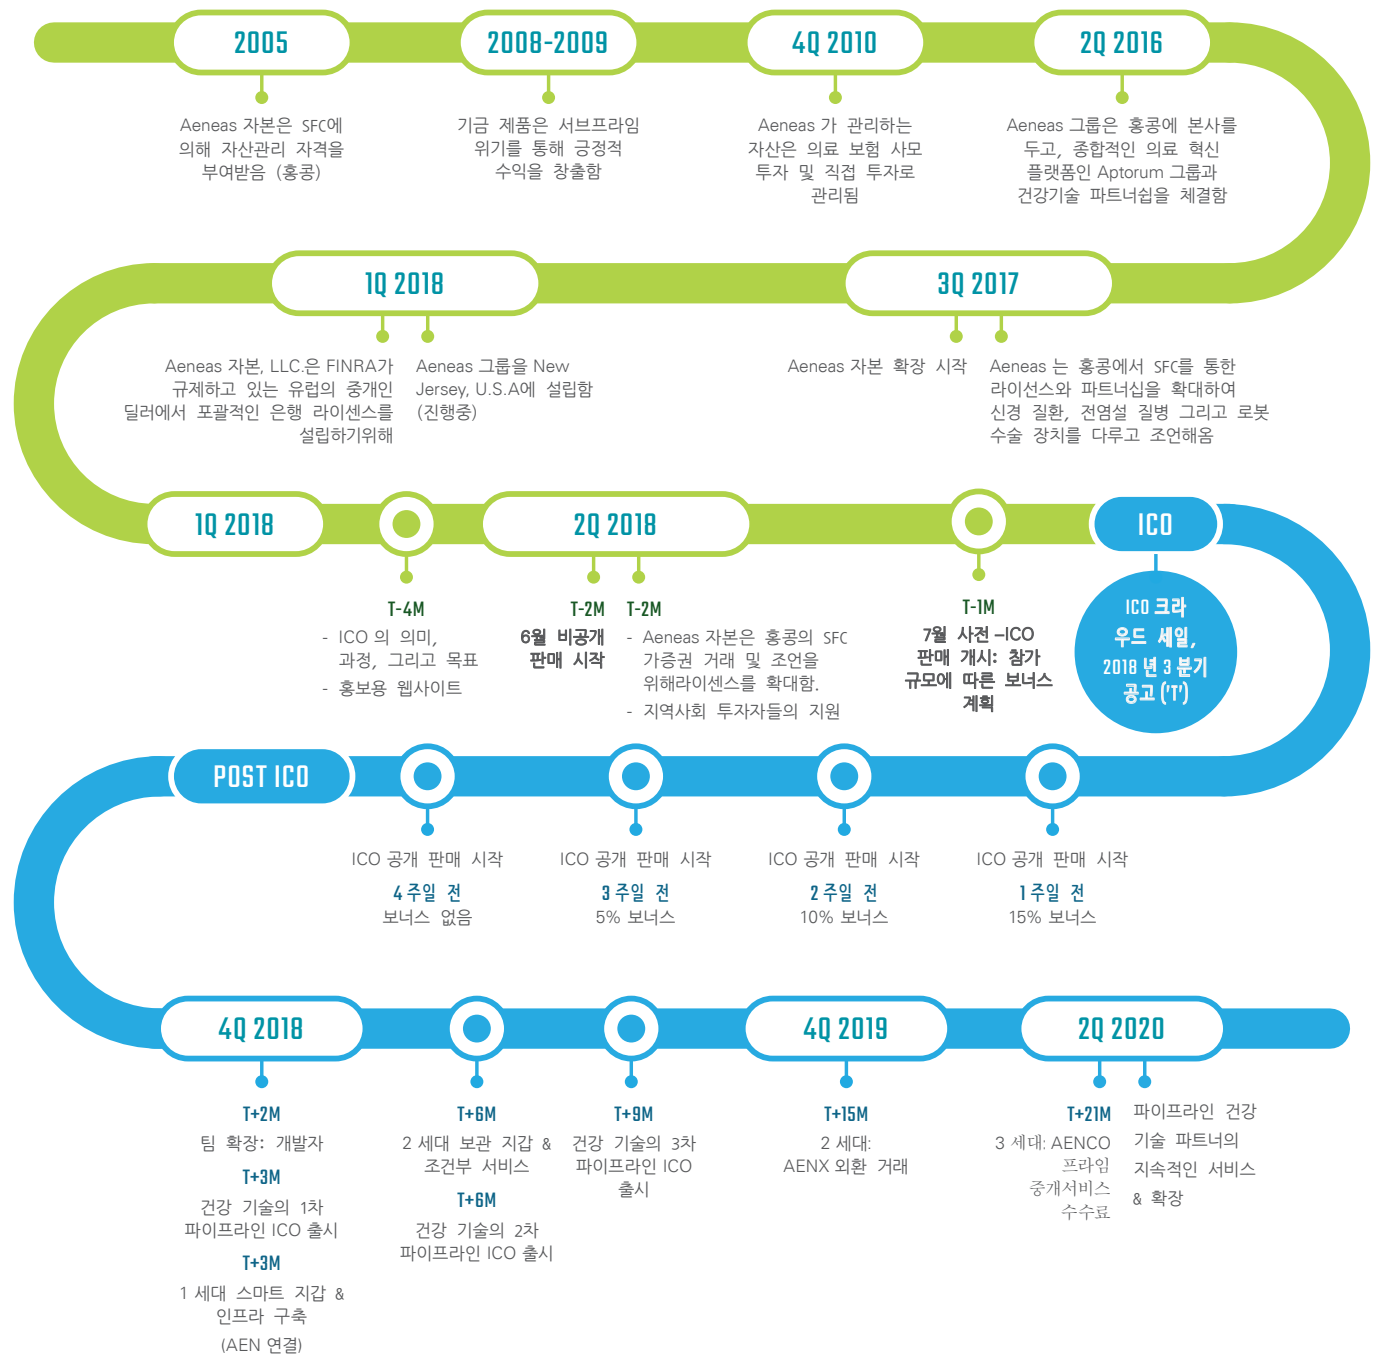 2005
Aeneas 자본은 SFC에
의해 자산관리 자격을
부여받음 (홍콩)
2008-2009
기금 제품은 서브프라임
위기를 통해 긍정적
수익을 창출함
4Q 2010
Aeneas 가 관리하는
자산은 의료 보험 사모
투자 및 직접 투자로
관리됨
2Q 2016
Aeneas 그룹은 홍콩에 본사를
두고, 종합적인 의료 혁신
플랫폼인 Aptorum 그룹과
건강기술 파트너쉽을 체결함
1Q 2018
Aeneas 자본, LLC.은 FINRA가
규제하고 있는 유럽의 중개인
딜러에서 포괄적인 은행 라이센스를
설립하기위해
Aeneas 그룹을 New
Jersey, U.S.A에 설립함
(진행중)
3Q 2017
Aeneas 자본 확장 시작
Aeneas 는 홍콩에서 SFC를 통한
라이선스와 파트너십을 확대하여
신경 질환, 전염설 질병 그리고 로봇
수술 장치를 다루고 조언해옴
1Q 2018
T-4M
- ICO 의 의미,
과정, 그리고 목표
- 홍보용 웹사이트
2Q 2018
T-2M
6월 비공개
판매 시작
T-2M
- Aeneas 자본은 홍콩의 SFC
가증권 거래 및 조언을
위해라이센스를 확대함.
- 지역사회 투자자들의 지원
T-1M
7월 사전 –ICO
판매 개시: 참가
규모에 따른 보너스
계획
ICO
ICO 크라
우드 세일,
2018 년 3 분기
공고 ('T')
POST ICO
ICO 공개 판매 시작
4 주일 전
보너스 없음
ICO 공개 판매 시작
3 주일 전
5% 보너스
ICO 공개 판매 시작
2 주일 전
10% 보너스
ICO 공개 판매 시작
1 주일 전
15% 보너스
4Q 2018
T+2M
팀 확장: 개발자
T+3M
건강 기술의 1차
파이프라인 ICO 출시
T+3M
1 세대 스마트 지갑 &
인프라 구축
(AEN 연결)
T+6M
2 세대 보관 지갑 &
조건부 서비스
T+6M
건강 기술의 2차
파이프라인 ICO 출시
T+9M
건강 기술의 3차
파이프라인 ICO
출시
4Q 2019
T+15M
2 세대:
AENX 외환 거래
2Q 2020
T+21M
3 세대: AENCO
프라임
중개서비스
수수료
파이프라인 건강
기술 파트너의
지속적인 서비스
& 확장